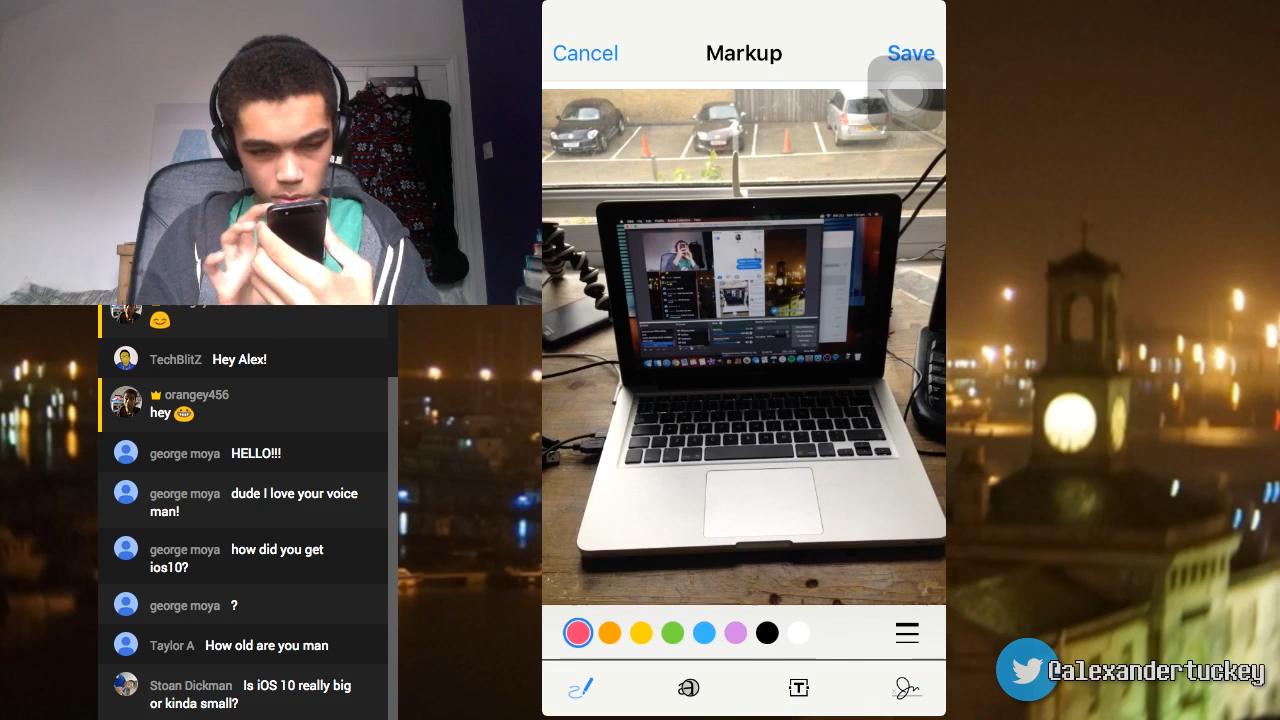 Cancel
Markup
Save
TechBlitZ Hey Alex!
orangey456
hey
george moya HELLO!!!
george moya dude I love your voice
man!
george moya how did you get
ios10?
george moya ?
Taylor A How old are you man
Stoan Dickman Is iOS 10 really big
or kinda small?
T
@alexandertuckey